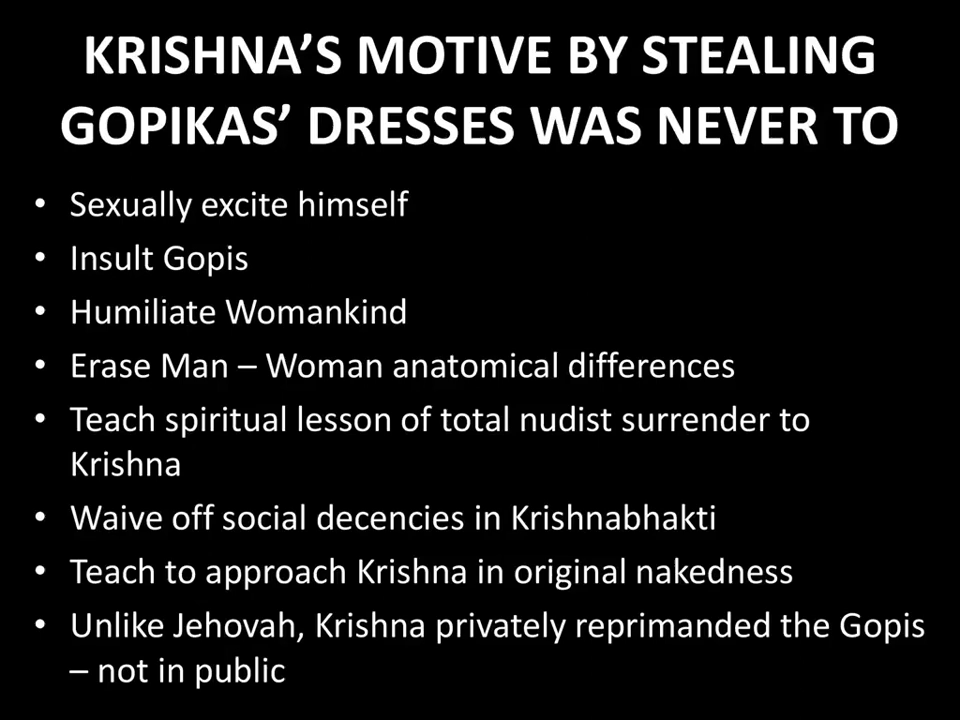 KRISHNA’S MOTIVE BY STEALING
GOPIKAS’ DRESSES WAS NEVER TO
• Sexually excite himself
• Insult Gopis
• Humiliate Womankind
• Erase Man – Woman anatomical differences
• Teach spiritual lesson of total nudist surrender to
Krishna
• Waive off social decencies in Krishnabhakti
• Teach to approach Krishna in original nakedness
• Unlike Jehovah, Krishna privately reprimanded the Gopis
– not in public